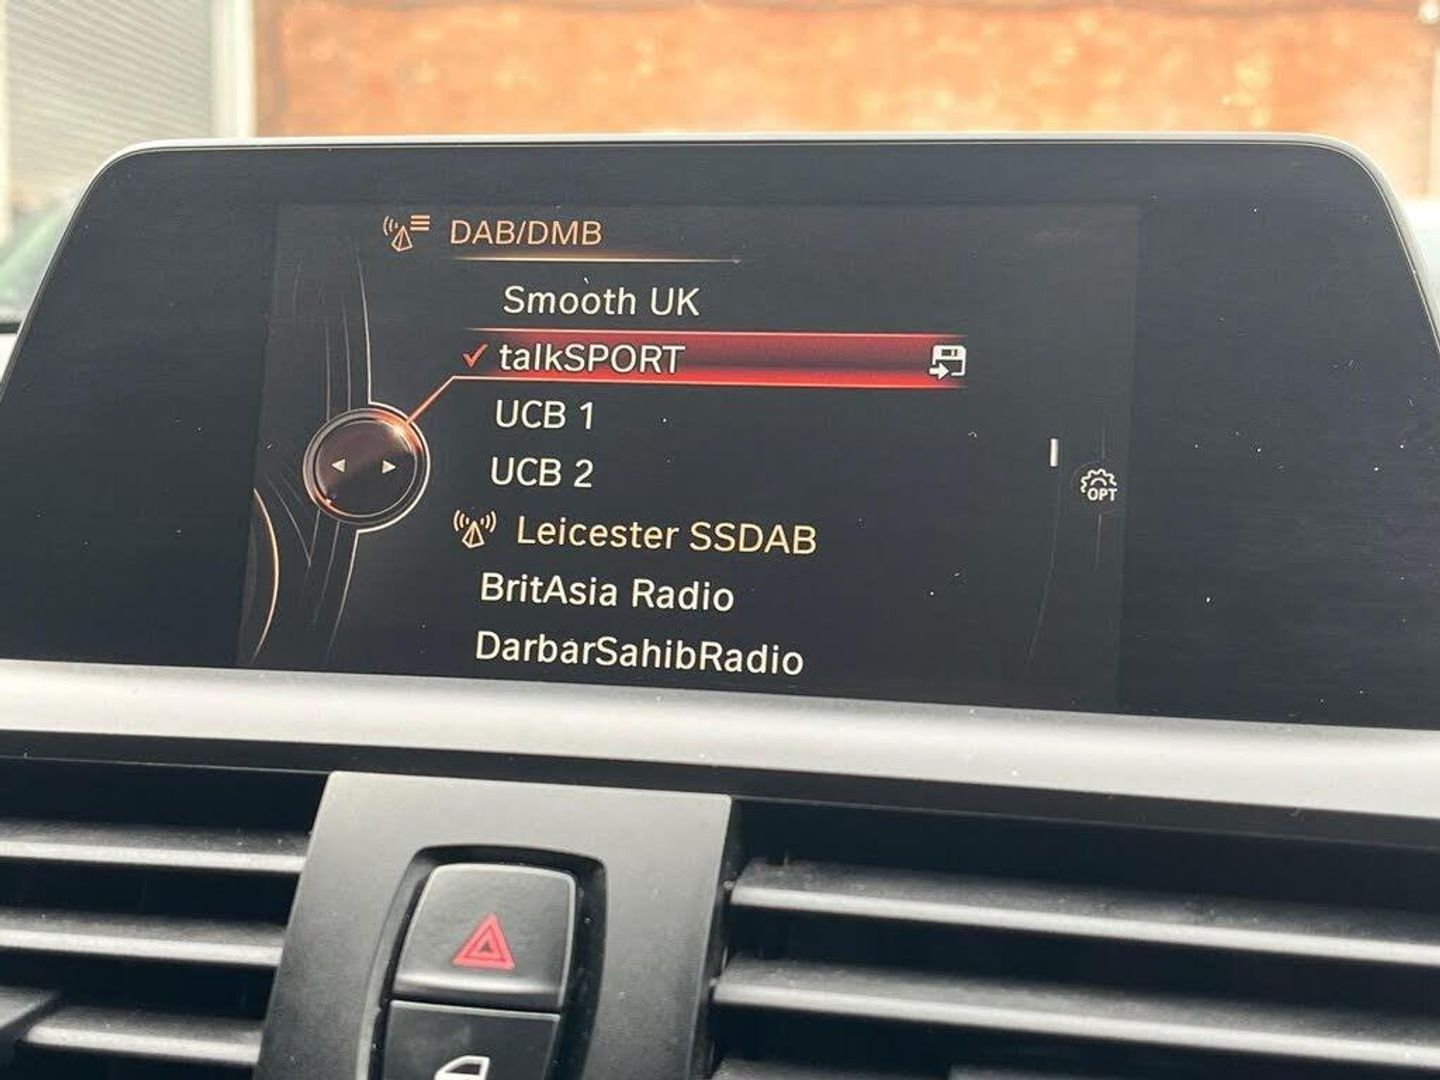 DAB/DMB
Smooth UK
talkSPORT
UCB 1
UCB 2
OPT
Leicester SSDAB
BritAsia Radio
DarbarSahibRadio